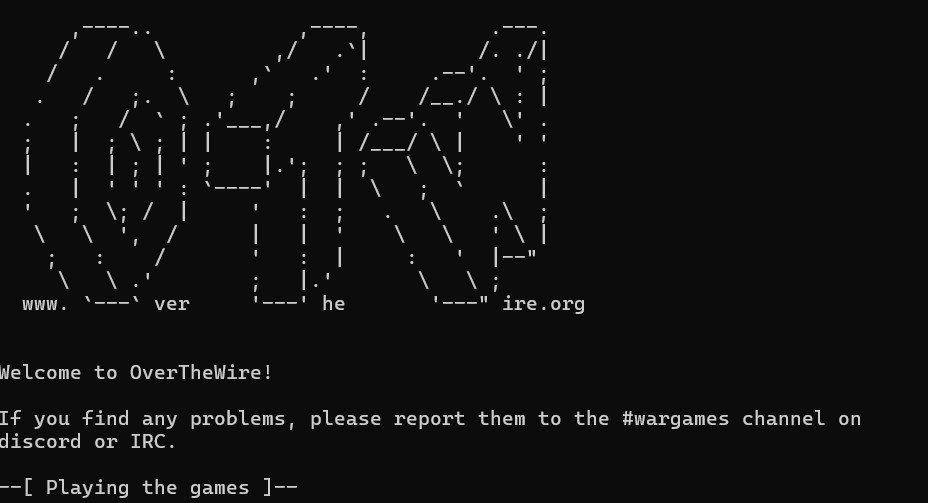 www. ver he ire.org
Welcome to OverTheWire!
If you find any problems, please report them to the #wargames channel on
discord or IRC.
--[ Playing the games ]--